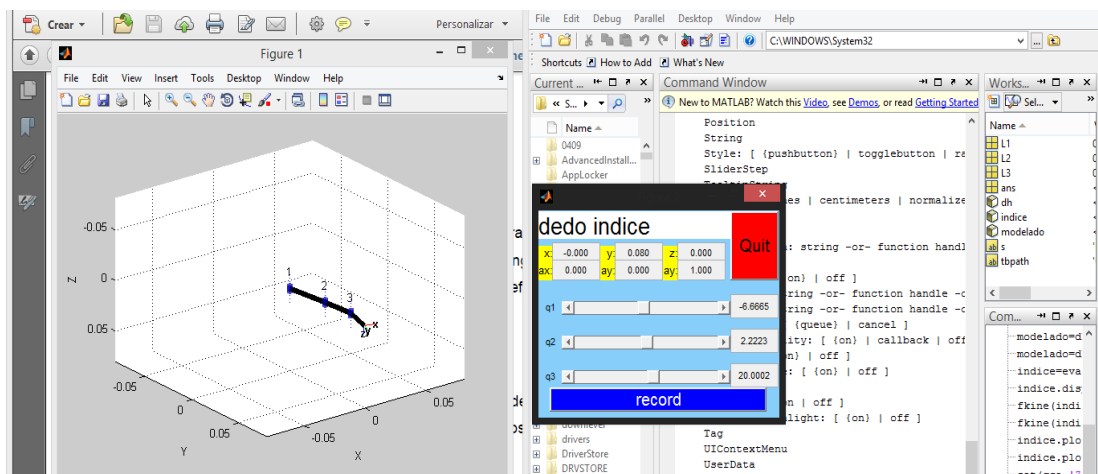 Crear
Personalizar
Figure 1
File Edit View Insert Tools Desktop Window Help
-0.05
0
0.05
Z
1
2
3
x
y
z
-0.05
0
0.05
Y
-0.05
0
0.05
X
File Edit Debug Parallel Desktop Window Help
C:\WINDOWS\System32
Shortcuts How to Add What's New
Current ...
« S...
Name
0409
AdvancedInstall...
AppLocker
drivers
DriverStore
DRVSTORE
Command Window
New to MATLAB? Watch this Video, see Demos, or read Getting Started
Position
String
Style: [ {pushbutton} | togglebutton | ra
SliderStep
es | centimeters | normalize
: string -or- function handl
on} | off ]
ring -or- function handle -o
ring -or- function handle -o
{queue} | cancel ]
ity: [ {on} | callback | off
n} | off ]
: [ {on} | off ]
n | off ]
light: [ {on} | off ]
Tag
UIContextMenu
UserData
dedo indice
Quit
x: -0.000 y: 0.080 z: 0.000
ax: 0.000 ay: 0.000 ay: 1.000
q1 -6.6665
q2 2.2223
q3 20.0002
record
Works...
Sel...
Name
L1
L2
L3
ans
dh
indice
modelado
s
tbpath
Com...
modelado=d
modelado=d
indice=eva
indice.dis
fkine(indi
fkine(indi
indice.plo
indice.plo